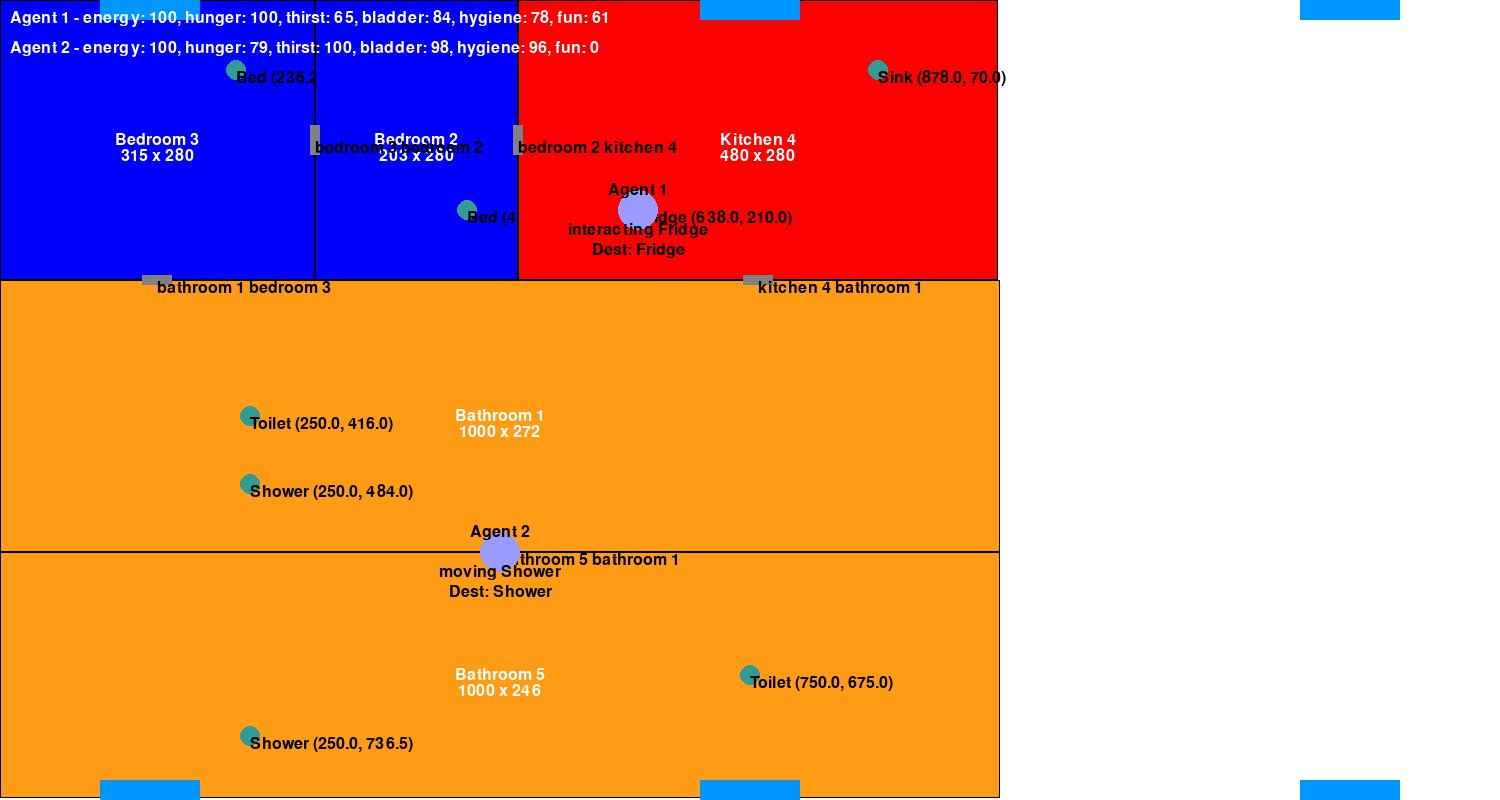 Agent 1 - energy: 100, hunger: 100, thirst: 65, bladder: 84, hygiene: 78, fun: 61
Agent 2 - energy: 100, hunger: 79, thirst: 100, bladder: 98, hygiene: 96, fun: 0
Bed (236.2
Sink (878.0, 70.0)
Bedroom 3
315 x 280
Bedroom 2
203 x 280
Kitchen 4
480 x 280
bedroom 3 bedroom 2
bedroom 2 kitchen 4
Agent 1
Bed (4
dge (638.0, 210.0)
interacting Fridge
Dest: Fridge
bathroom 1 bedroom 3
kitchen 4 bathroom 1
Toilet (250.0, 416.0)
Bathroom 1
1000 x 272
Shower (250.0, 484.0)
Agent 2
throom 5 bathroom 1
moving Shower
Dest: Shower
Bathroom 5
1000 x 246
Toilet (750.0, 675.0)
Shower (250.0, 736.5)